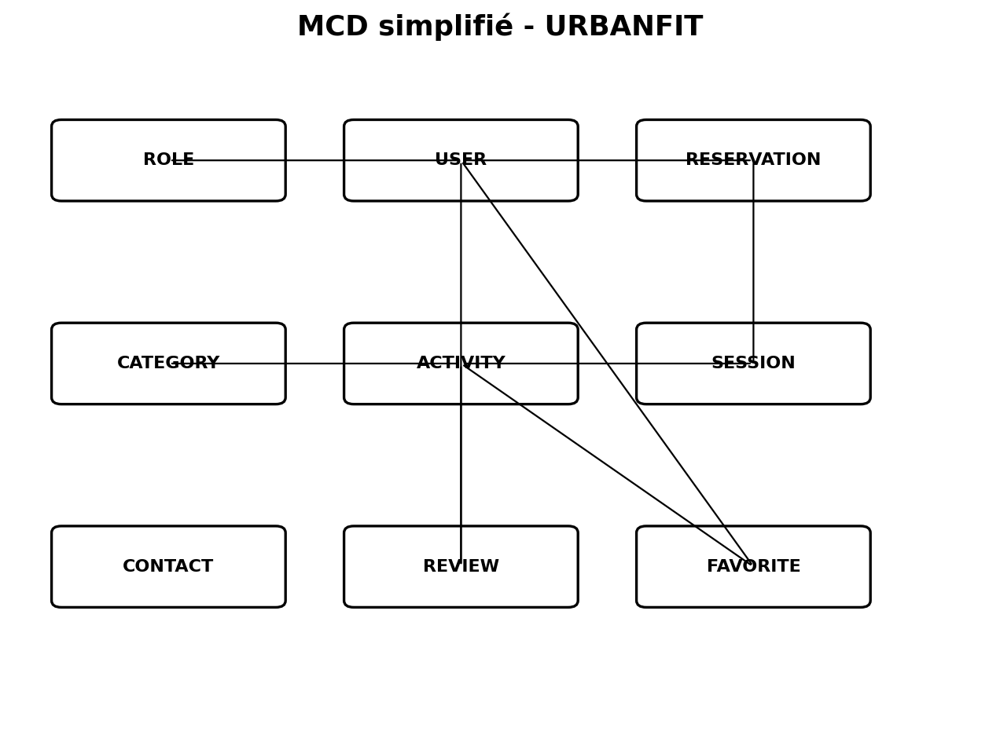 MCD simplifié - URBANFIT
ROLE
USER
RESERVATION
CATEGORY
ACTIVITY
SESSION
CONTACT
REVIEW
FAVORITE